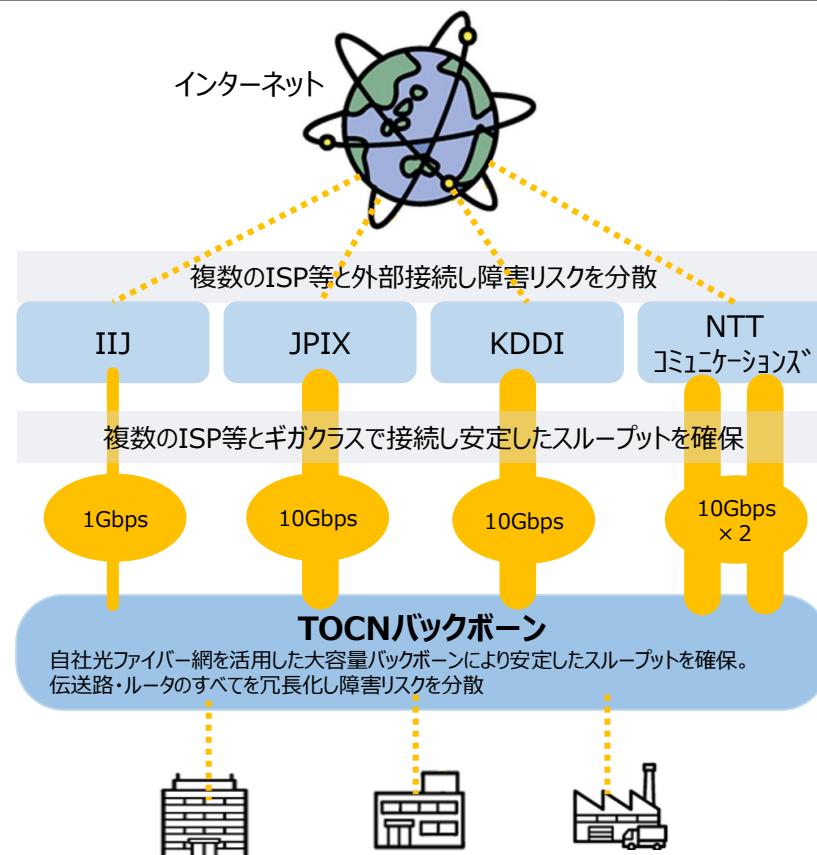 インターネット
複数のISP等と外部接続し障害リスクを分散
IIJ
JPIX
KDDI
NTT
ｺﾐｭﾆｹｰｼｮﾝｽﾞ
複数のISP等とギガクラスで接続し安定したスループットを確保
1Gbps
10Gbps
10Gbps
10Gbps
×２
TOCNバックボーン
自社光ファイバー網を活用した大容量バックボーンにより安定したスループットを確保。
伝送路・ルータのすべてを冗長化し障害リスクを分散